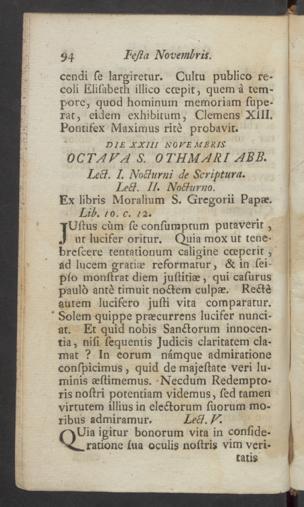 94 Festa Novembris.
cendi se largiretur. Cultu publico re-
coli Elisabeth illico cœpit, quem à tem-
pore, quod hominum memoriam supe-
rat, eidem exhibitum, Clemens XIII.
Pontifex Maximus ritè probavit.
DIE XXIII NOVEMBRIS
OCTAVA S. OTHMARI ABB.
Lect. I. Nocturni de Scriptura.
Lect. II. Nocturno.
Ex libris Moralium S. Gregorii Papæ.
Lib. 10. c. 12.
JUstus cùm se consumptum putaverit,
ut lucifer oritur. Quia mox ut tene-
brescere tentationum caligine cœperit,
ad lucem gratiæ reformatur, & in sei-
pso monstrat diem justitiæ, qui casurus
paulò antè timuit noctem culpæ. Rectè
autem lucifero justi vita comparatur.
Solem quippe præcurrens lucifer nunci-
at. Et quid nobis Sanctorum innocen-
tia, nisi sequentis Judicis claritatem cla-
mat? In eorum námque admiratione
conspicimus, quid de majestate veri lu-
minis æstimemus. Necdum Redempto-
ris nostri potentiam videmus, sed tamen
virtutem illius in electorum suorum mo-
ribus admiramur. Lect. V.
QUia igitur bonorum vita in conside-
ratione sua oculis nostris vim veri-
tatis